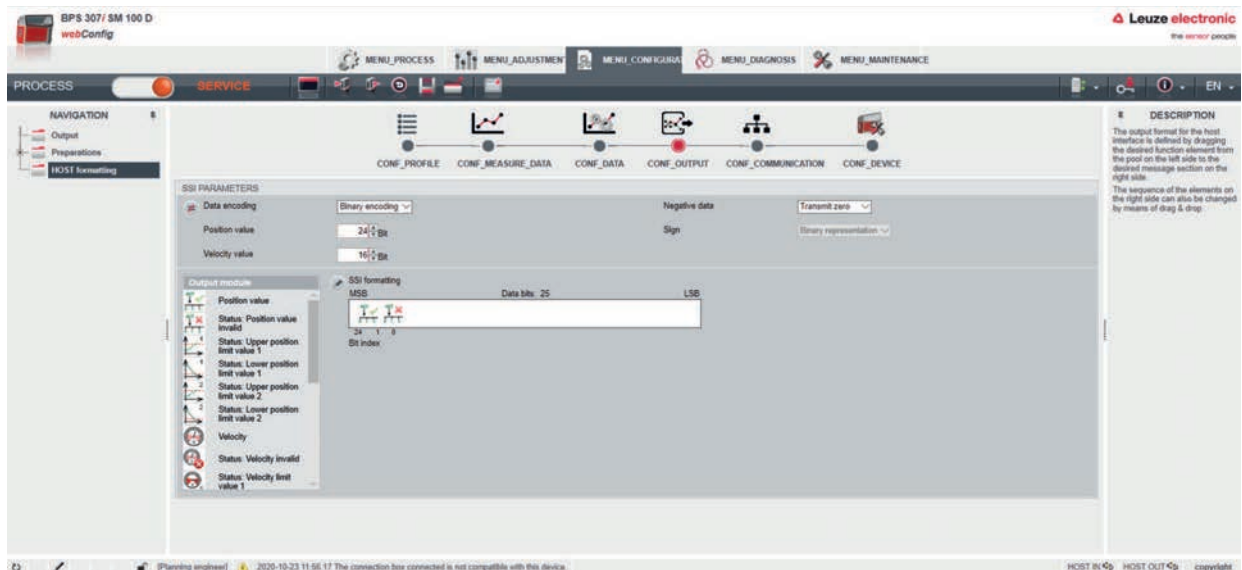 BPS 307i SM 100 D
webConfig
Leuze electronic
the sensor people
MENU_PROCESS
MENU_ADJUSTMEN
MENU_CONFIGURA
MENU_DIAGNOSIS
MENU_MAINTENANCE
PROCESS
SERVICE
EN
NAVIGATION
Output
Preparations
HOST formatting
CONF_PROFILE
CONF_MEASURE_DATA
CONF_DATA
CONF_OUTPUT
CONF_COMMUNICATION
CONF_DEVICE
SSI PARAMETERS
Data encoding
Binary encoding
Negative data
Transmit zero
Position value
24 Bit
Sign
Binary representation
Velocity value
16 Bit
Output module
Position value
Status: Position value
invalid
Status: Upper position
limit value 1
Status: Lower position
limit value 1
Status: Upper position
limit value 2
Status: Lower position
limit value 2
Velocity
Status: Velocity invalid
Status: Velocity limit
value 1
SSI formatting
MSB
Data bits: 25
LSB
24 1 0
Bit index
DESCRIPTION
The output format for the host
interface is defined by dragging
the desired function element from
the pool on the left side to the
desired message section on the
right side.
The sequence of the elements on
the right side can also be changed
by means of drag & drop.
[Planning engineer]
2020-10-23 11:56:17 The connection box connected is not compatible with this device.
HOST IN
HOST OUT
copyright